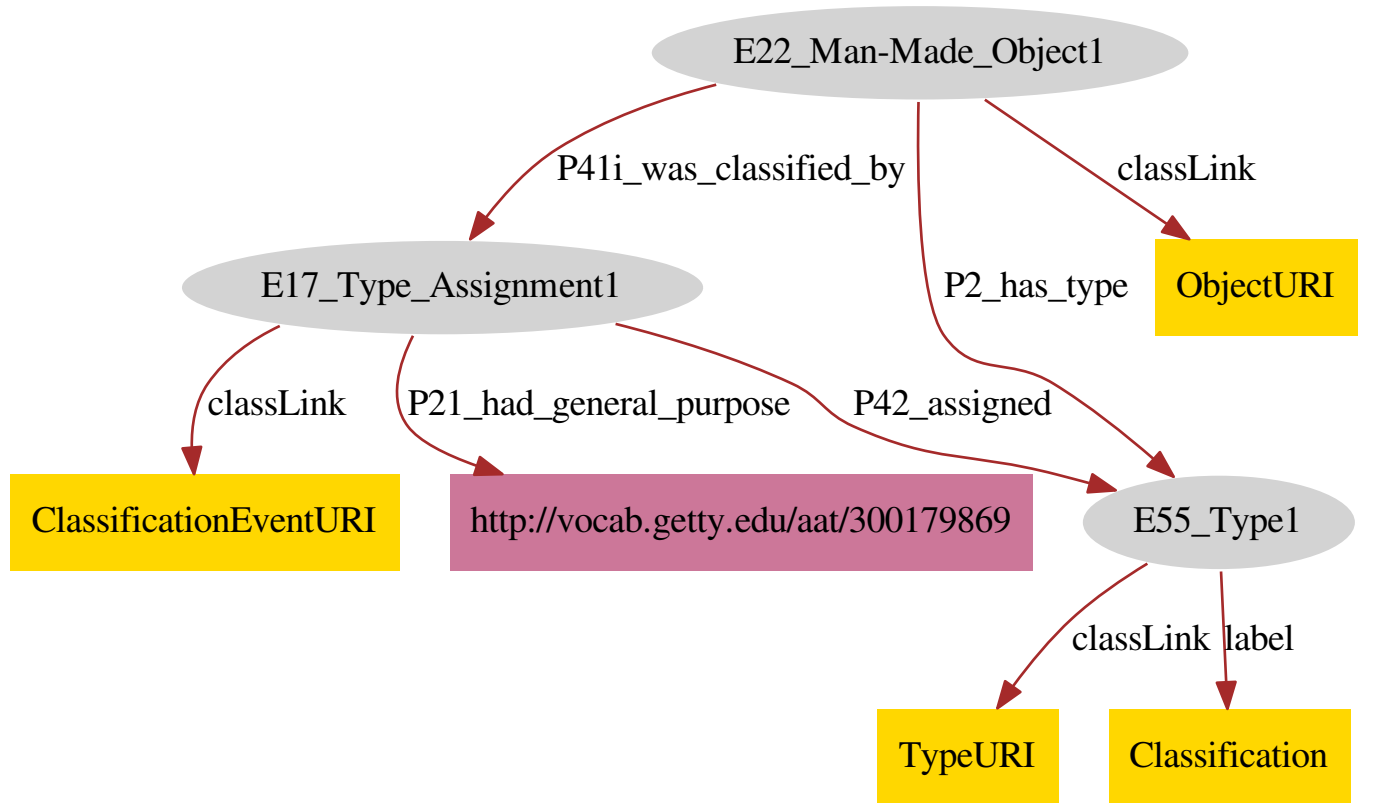 E22_Man-Made_Object1
P41i_was_classified_by
classLink
E17_Type_Assignment1
P2_has_type
ObjectURI
classLink
P21_had_general_purpose
P42_assigned
ClassificationEventURI
http://vocab.getty.edu/aat/300179869
E55_Type1
classLink
label
TypeURI
Classification